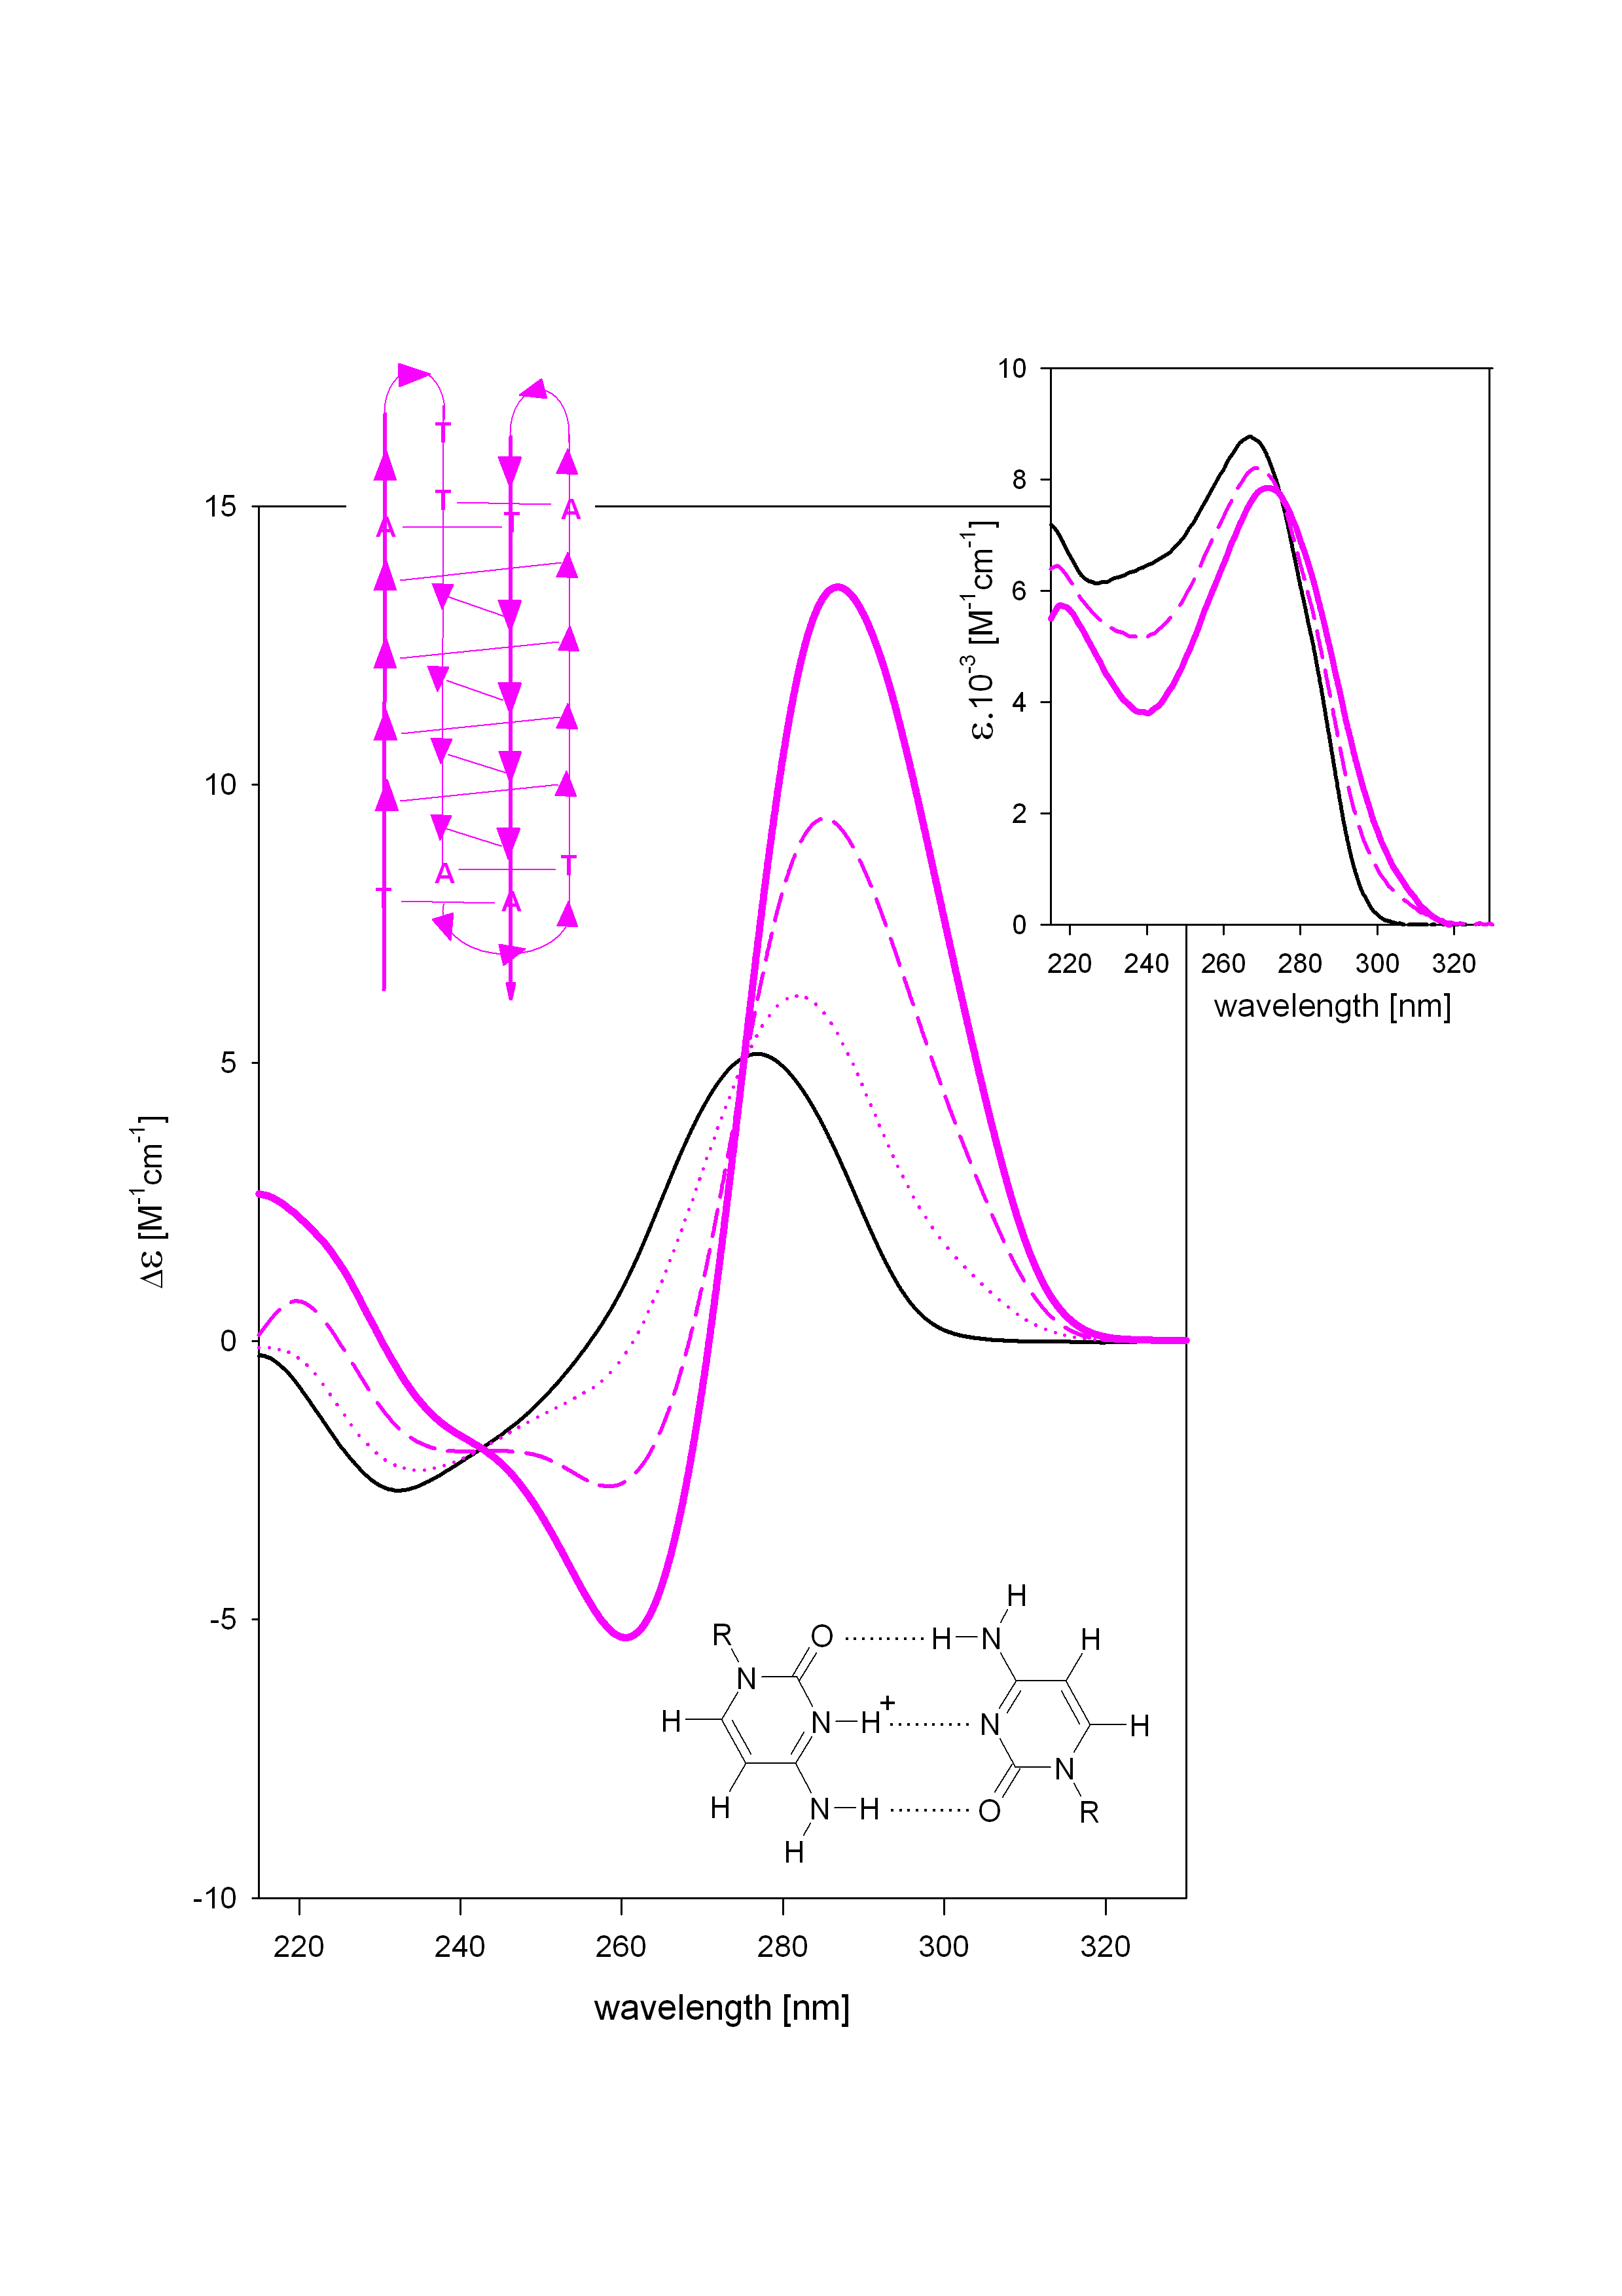 T
T
A
A
T
A
T
T
A
10
8
6
4
2
0
ε.10⁻³ [M⁻¹cm⁻¹]
220 240 260 280 300 320
wavelength [nm]
15
10
5
0
-5
-10
Δε [M⁻¹cm⁻¹]
H
R O H N H
N
H N H + N H
N
H N H O R
H
220 240 260 280 300 320
wavelength [nm]